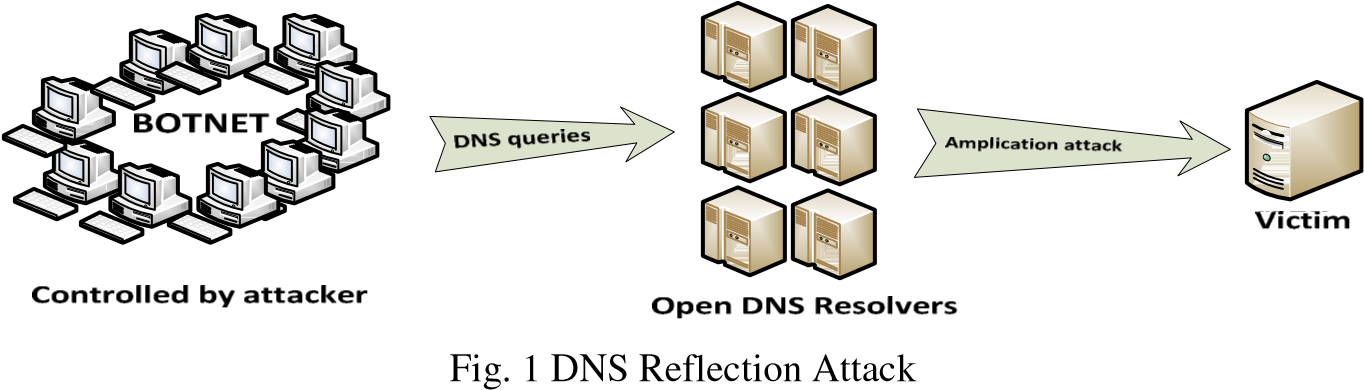 BOTNET
Controlled by attacker
DNS queries
Open DNS Resolvers
Amplication attack
Victim
Fig. 1 DNS Reflection Attack